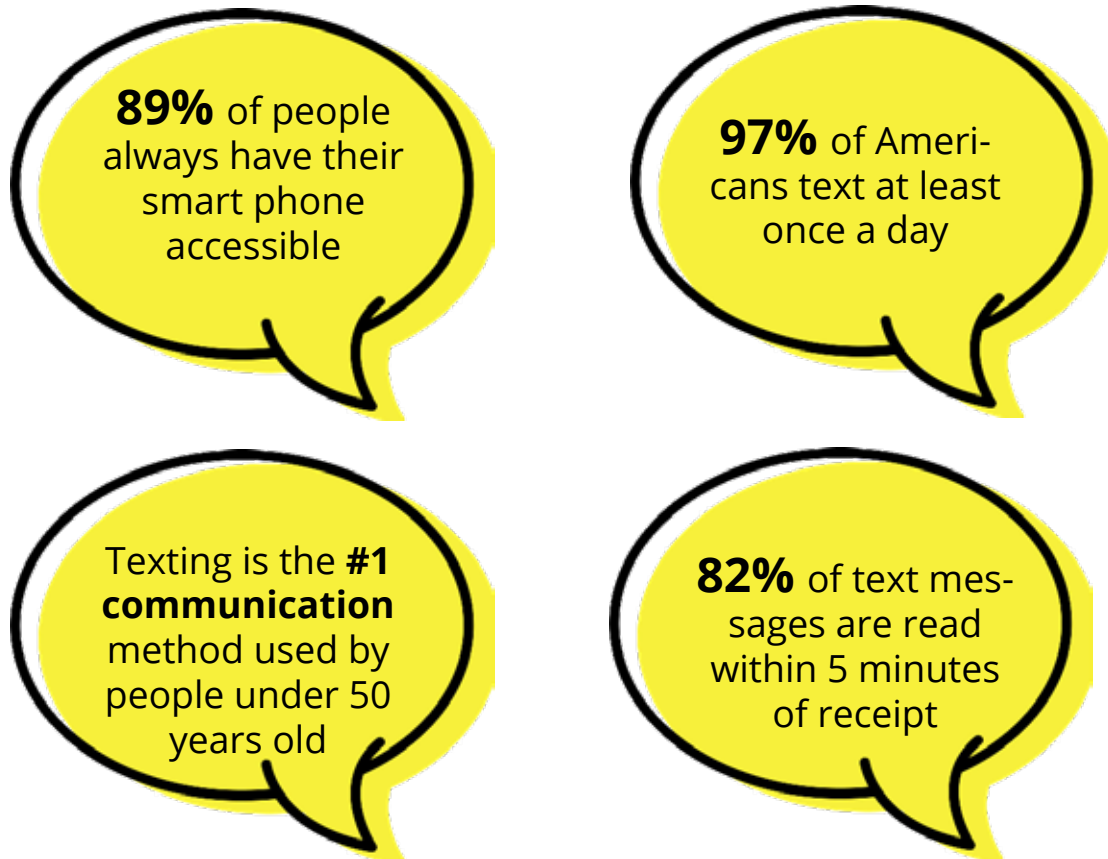 89% of people
always have their
smart phone
accessible
97% of Ameri-
cans text at least
once a day
Texting is the #1
communication
method used by
people under 50
years old
82% of text mes-
sages are read
within 5 minutes
of receipt